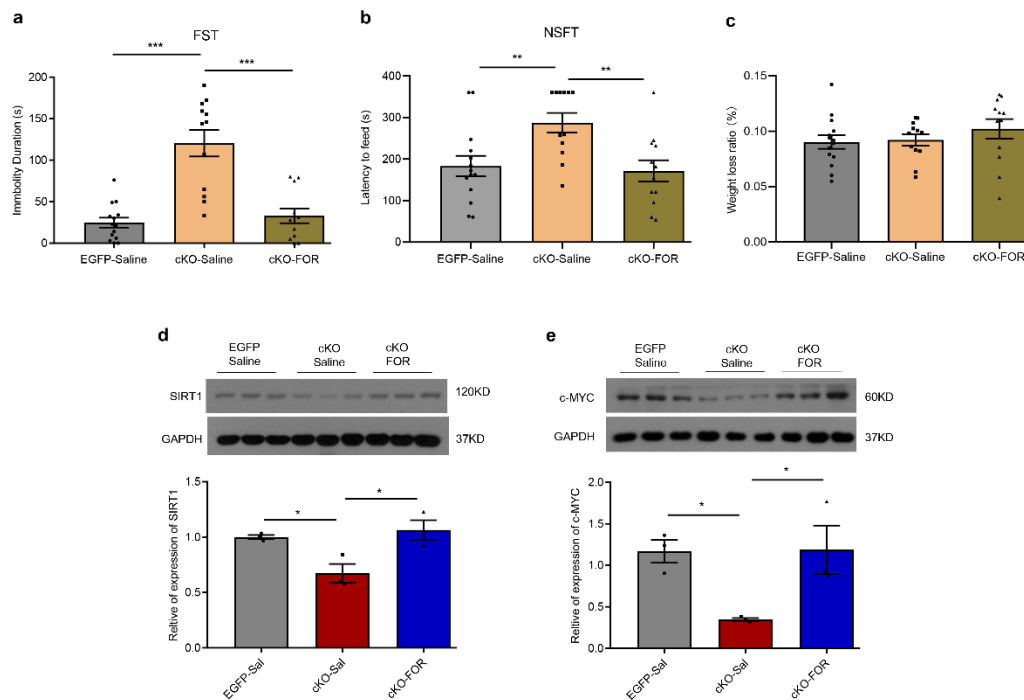 a
FST
***
***
Immbolity Duration (s)
200
150
100
50
0
EGFP-Saline
cKO-Saline
cKO-FOR
b
NSFT
**
**
Latency to feed (s)
400
300
200
100
0
EGFP-Saline
cKO-Saline
cKO-FOR
c
Weight loss ratio (%)
0.15
0.10
0.05
0.00
EGFP-Saline
cKO-Saline
cKO-FOR
d
EGFP
Saline
cKO
Saline
cKO
FOR
SIRT1
120KD
GAPDH
37KD
Reltive of expression of SIRT1
1.5
1.0
0.5
0.0
*
*
EGFP-Sal
cKO-Sal
cKO-FOR
e
EGFP
Saline
cKO
Saline
cKO
FOR
c-MYC
60KD
GAPDH
37KD
Reltive of expression of c-MYC
2.0
1.5
1.0
0.5
0.0
*
*
EGFP-Sal
cKO-Sal
cKO-FOR